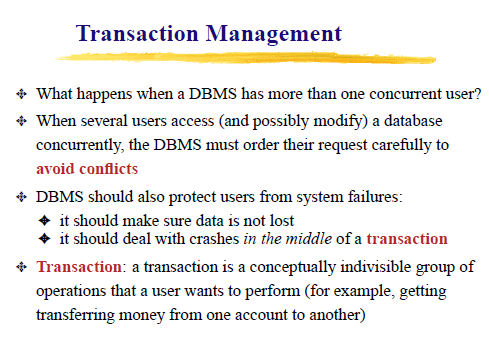 Transaction Management
What happens when a DBMS has more than one concurrent user?
When several users access (and possibly modify) a database
concurrently, the DBMS must order their request carefully to
avoid conflicts
DBMS should also protect users from system failures:
it should make sure data is not lost
it should deal with crashes in the middle of a transaction
Transaction: a transaction is a conceptually indivisible group of
operations that a user wants to perform (for example, getting
transferring money from one account to another)